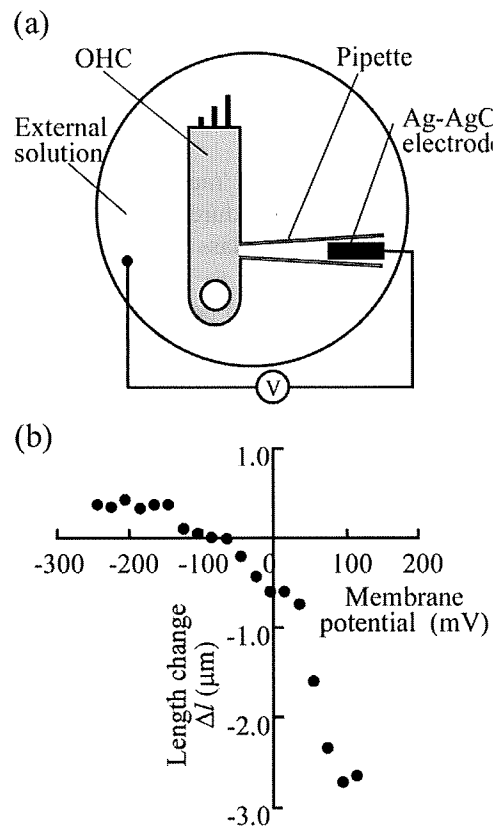 (a)
OHC
Pipette
External
solution
Ag-AgC
electrode
V
(b)
1.0
-300 -200 -100 0 100 200
Membrane
potential (mV)
-1.0
-2.0
-3.0
Length change
Δl (μm)